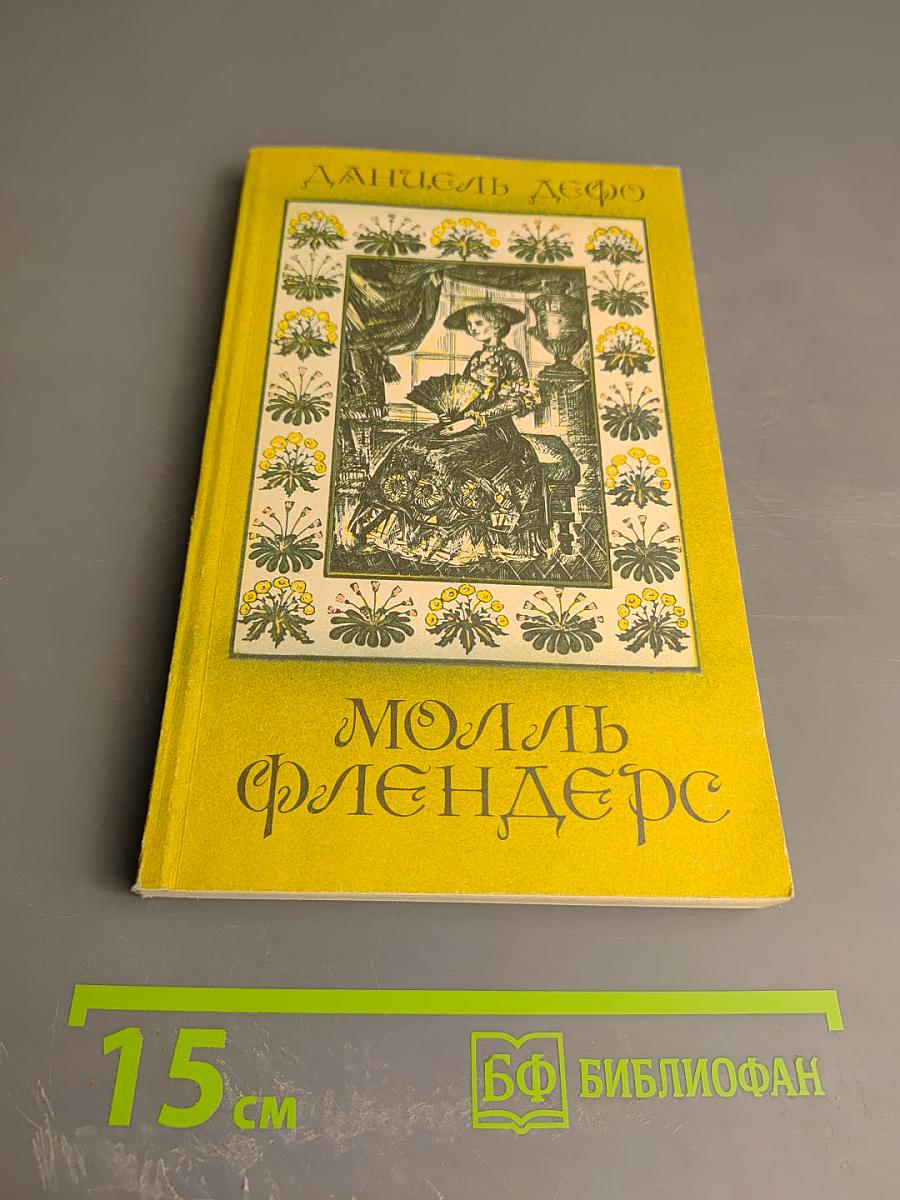 ДАНИЕЛЬ ДЕФО
МОЛЛЬ
ФЛЕНДЕРС
15 см
БФ БИБЛИОФАН